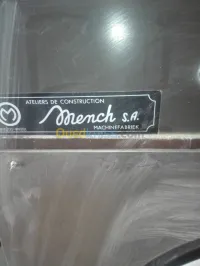 ATELIERS DE CONSTRUCTION
Mench S.A.
MACHINEFABRIEK